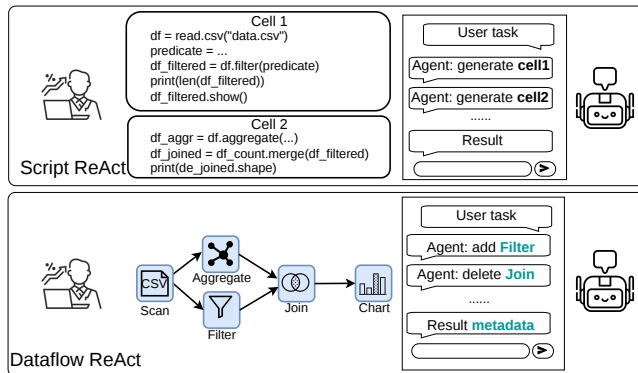 Cell 1
df = read.csv("data.csv")
predicate = ...
df_filtered = df.filter(predicate)
print(len(df_filtered))
df_filtered.show()
Cell 2
df_aggr = df.aggregate(...)
df_joined = df_count.merge(df_filtered)
print(de_joined.shape)
Script ReAct
User task
Agent: generate cell1
Agent: generate cell2
......
Result
CSV
Scan
Aggregate
Filter
Join
Chart
Dataflow ReAct
User task
Agent: add Filter
Agent: delete Join
......
Result metadata